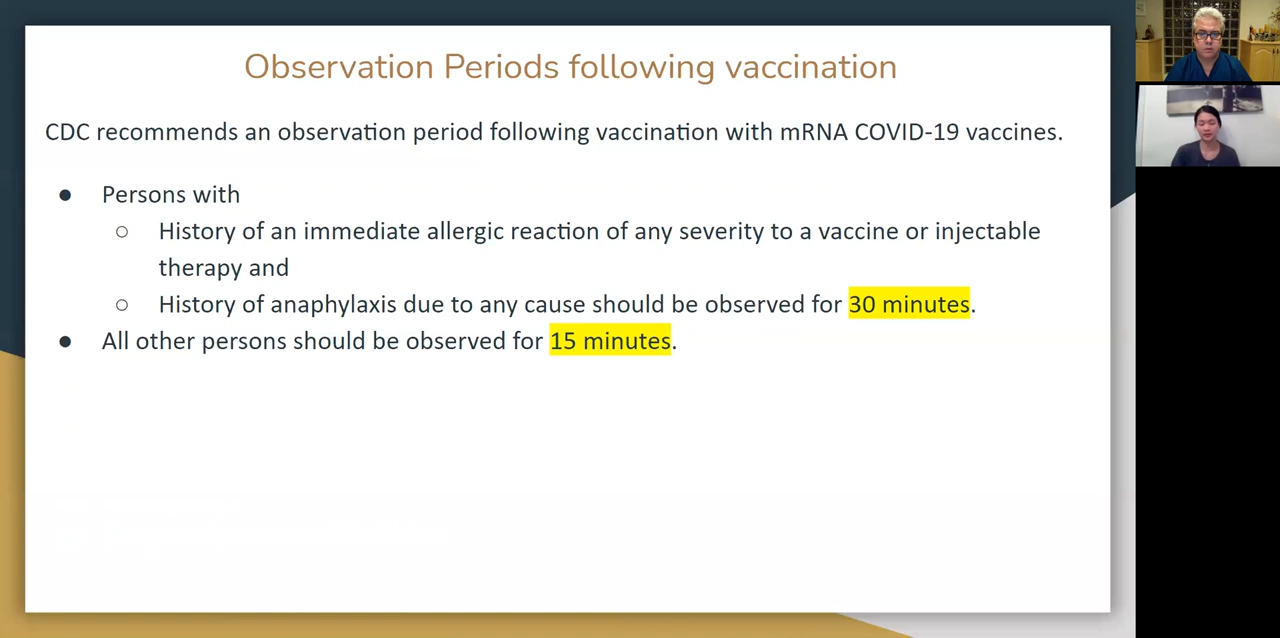 Observation Periods following vaccination
CDC recommends an observation period following vaccination with mRNA COVID-19 vaccines.
● Persons with
○ History of an immediate allergic reaction of any severity to a vaccine or injectable
therapy and
○ History of anaphylaxis due to any cause should be observed for 30 minutes.
● All other persons should be observed for 15 minutes.